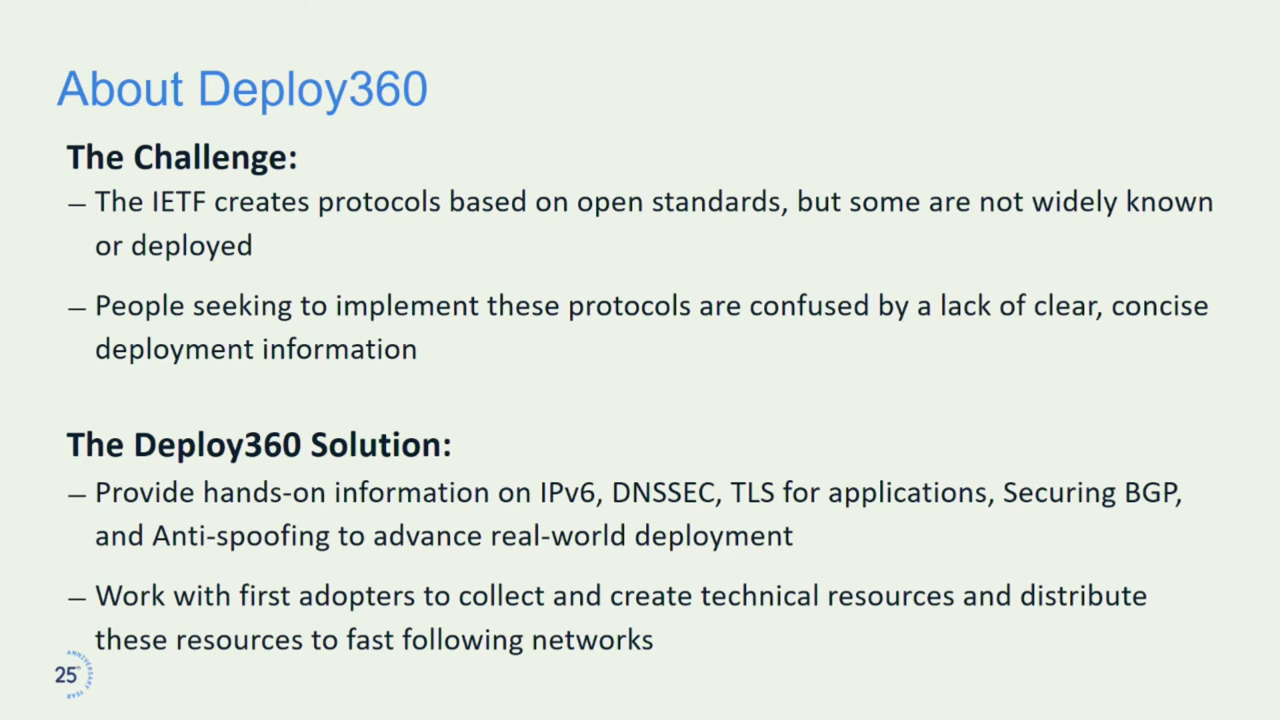 About Deploy360
The Challenge:
– The IETF creates protocols based on open standards, but some are not widely known
or deployed
– People seeking to implement these protocols are confused by a lack of clear, concise
deployment information
The Deploy360 Solution:
– Provide hands-on information on IPv6, DNSSEC, TLS for applications, Securing BGP,
and Anti-spoofing to advance real-world deployment
– Work with first adopters to collect and create technical resources and distribute
these resources to fast following networks
25th
ANNIVERSARY YEAR